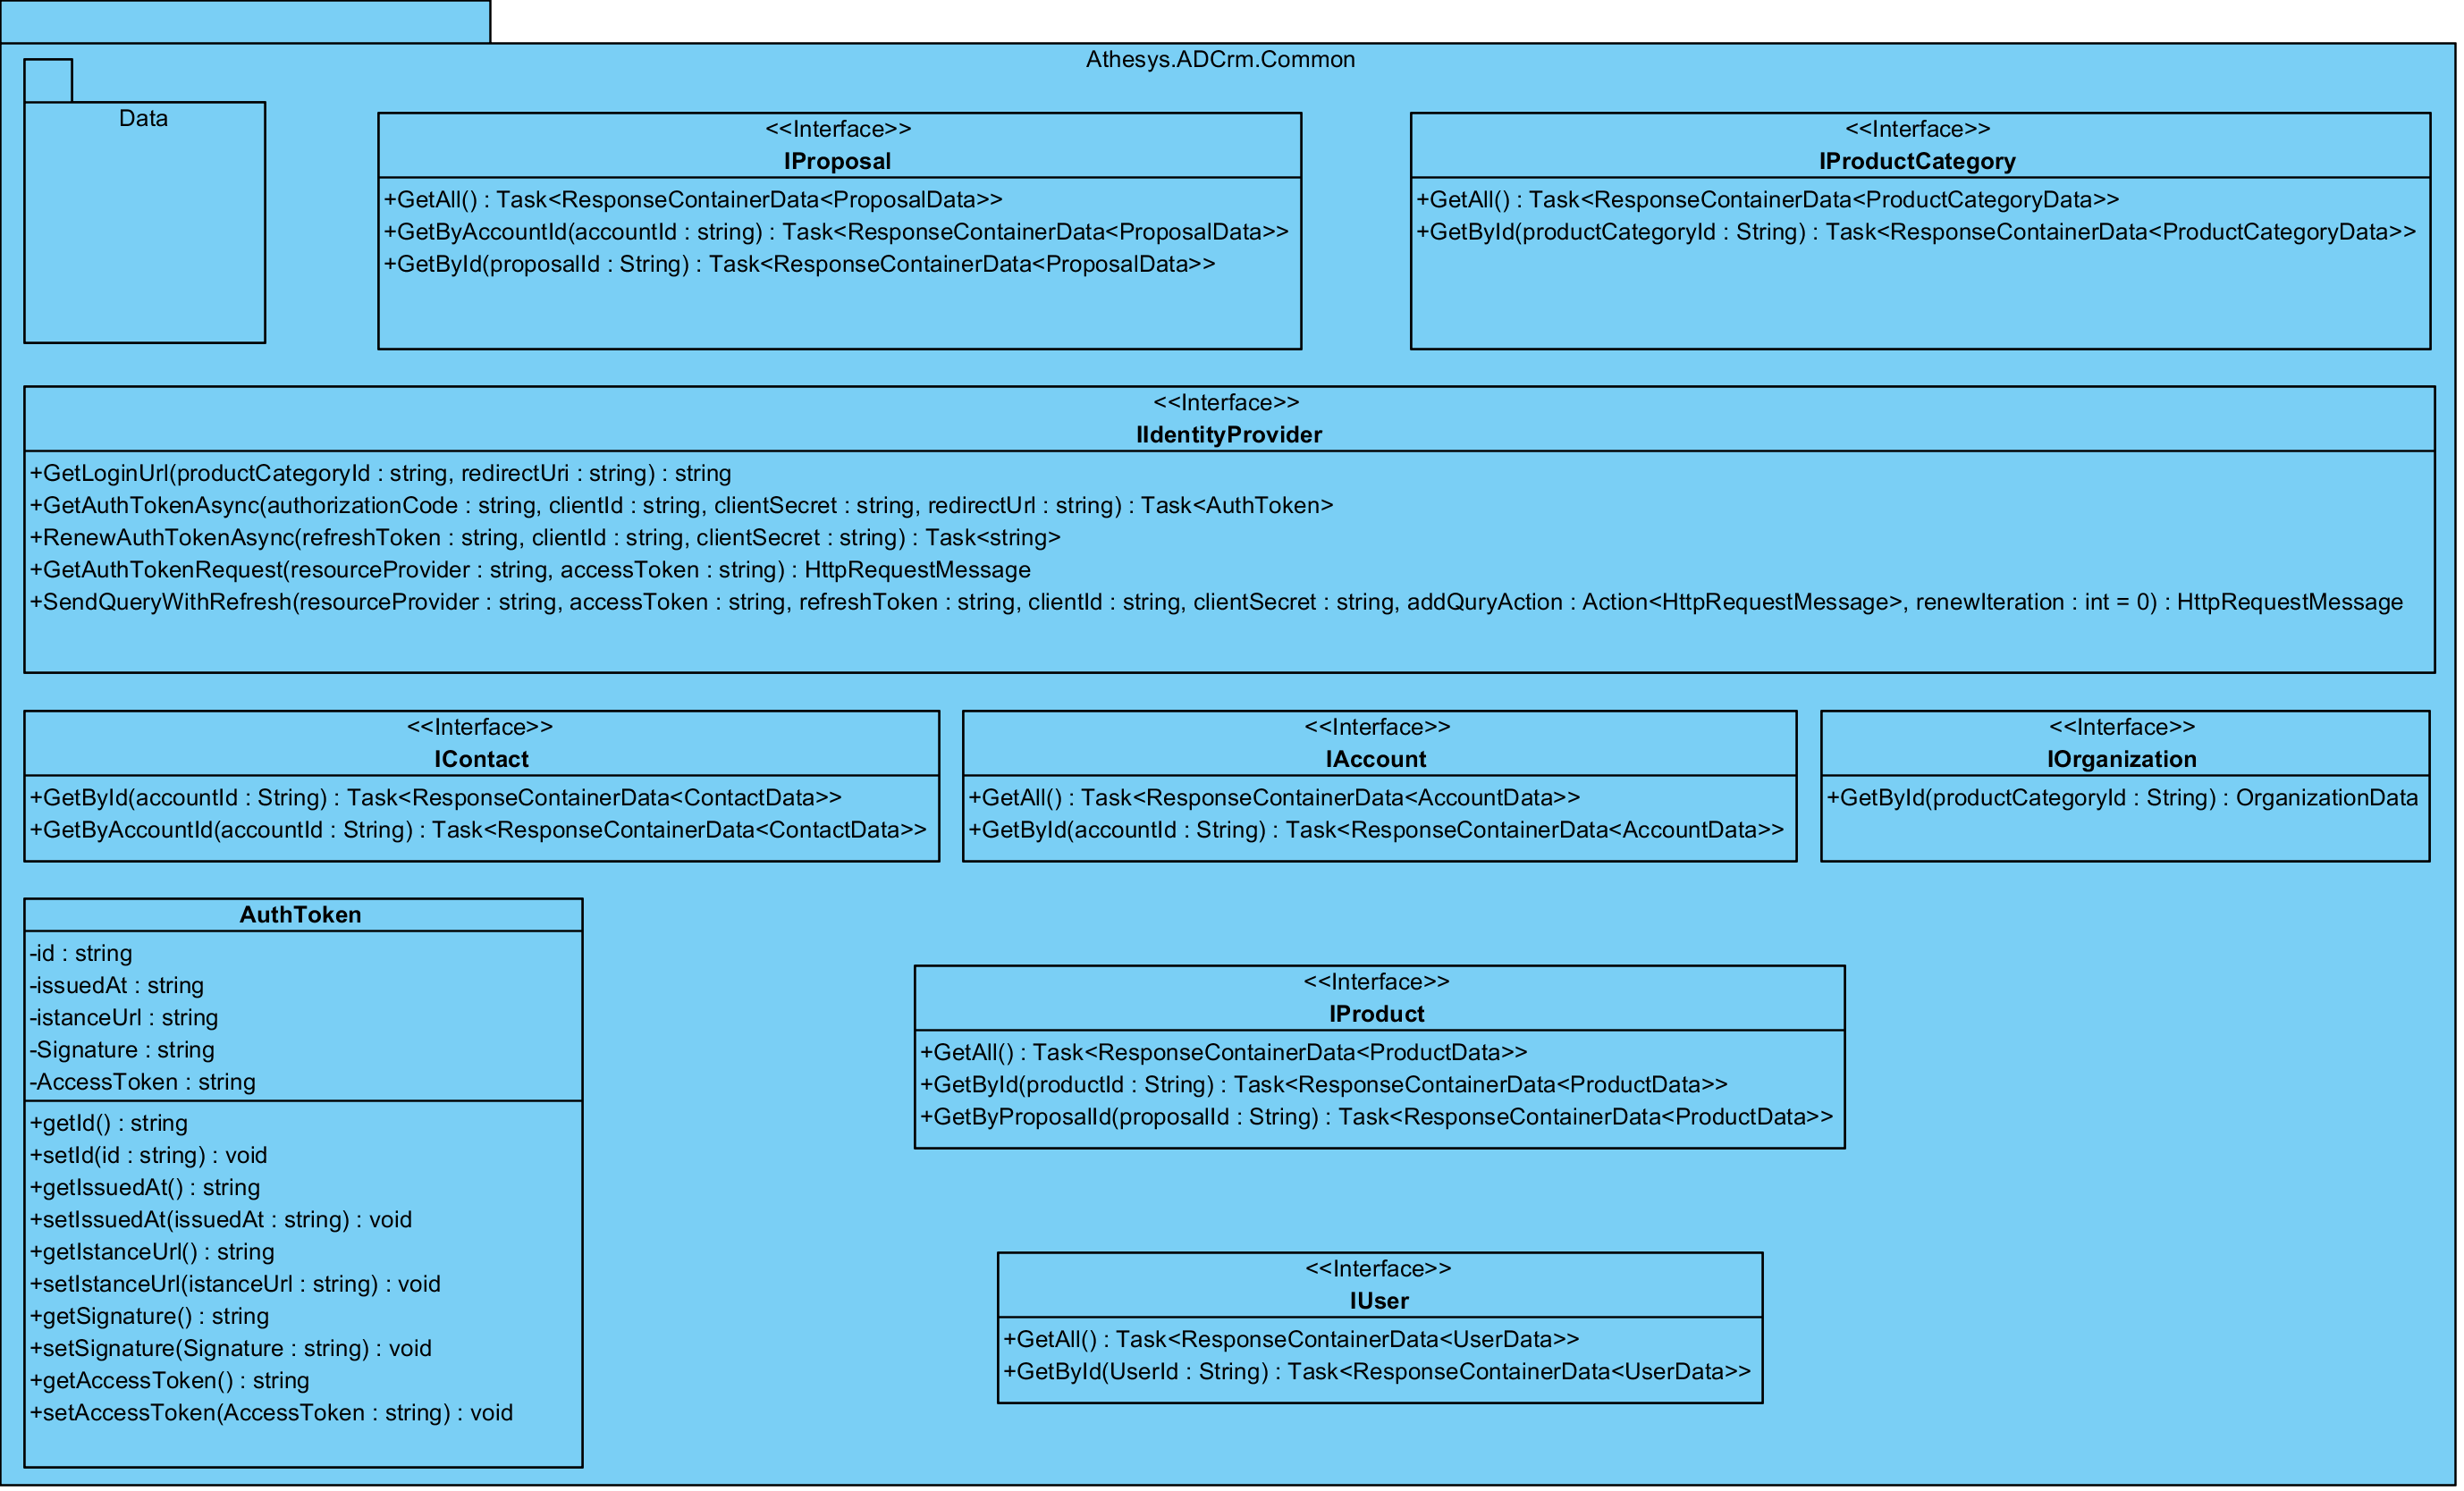 Athesys.ADCrm.Common
Data
<<Interface>>
IProposal
+GetAll() : Task<ResponseContainerData<ProposalData>>
+GetByAccountId(accountId : string) : Task<ResponseContainerData<ProposalData>>
+GetById(proposalId : String) : Task<ResponseContainerData<ProposalData>>
<<Interface>>
IProductCategory
+GetAll() : Task<ResponseContainerData<ProductCategoryData>>
+GetById(productCategoryId : String) : Task<ResponseContainerData<ProductCategoryData>>
<<Interface>>
IIdentityProvider
+GetLoginUrl(productCategoryId : string, redirectUri : string) : string
+GetAuthTokenAsync(authorizationCode : string, clientId : string, clientSecret : string, redirectUrl : string) : Task<AuthToken>
+RenewAuthTokenAsync(refreshToken : string, clientId : string, clientSecret : string) : Task<string>
+GetAuthTokenRequest(resourceProvider : string, accessToken : string) : HttpRequestMessage
+SendQueryWithRefresh(resourceProvider : string, accessToken : string, refreshToken : string, clientId : string, clientSecret : string, addQuryAction : Action<HttpRequestMessage>, renewIteration : int = 0) : HttpRequestMessage
<<Interface>>
IContact
+GetById(accountId : String) : Task<ResponseContainerData<ContactData>>
+GetByAccountId(accountId : String) : Task<ResponseContainerData<ContactData>>
<<Interface>>
IAccount
+GetAll() : Task<ResponseContainerData<AccountData>>
+GetById(accountId : String) : Task<ResponseContainerData<AccountData>>
<<Interface>>
IOrganization
+GetById(productCategoryId : String) : OrganizationData
AuthToken
-id : string
-issuedAt : string
-istanceUrl : string
-Signature : string
-AccessToken : string
+getId() : string
+setId(id : string) : void
+getIssuedAt() : string
+setIssuedAt(issuedAt : string) : void
+getIstanceUrl() : string
+setIstanceUrl(istanceUrl : string) : void
+getSignature() : string
+setSignature(Signature : string) : void
+getAccessToken() : string
+setAccessToken(AccessToken : string) : void
<<Interface>>
IProduct
+GetAll() : Task<ResponseContainerData<ProductData>>
+GetById(productId : String) : Task<ResponseContainerData<ProductData>>
+GetByProposalId(proposalId : String) : Task<ResponseContainerData<ProductData>>
<<Interface>>
IUser
+GetAll() : Task<ResponseContainerData<UserData>>
+GetById(UserId : String) : Task<ResponseContainerData<UserData>>